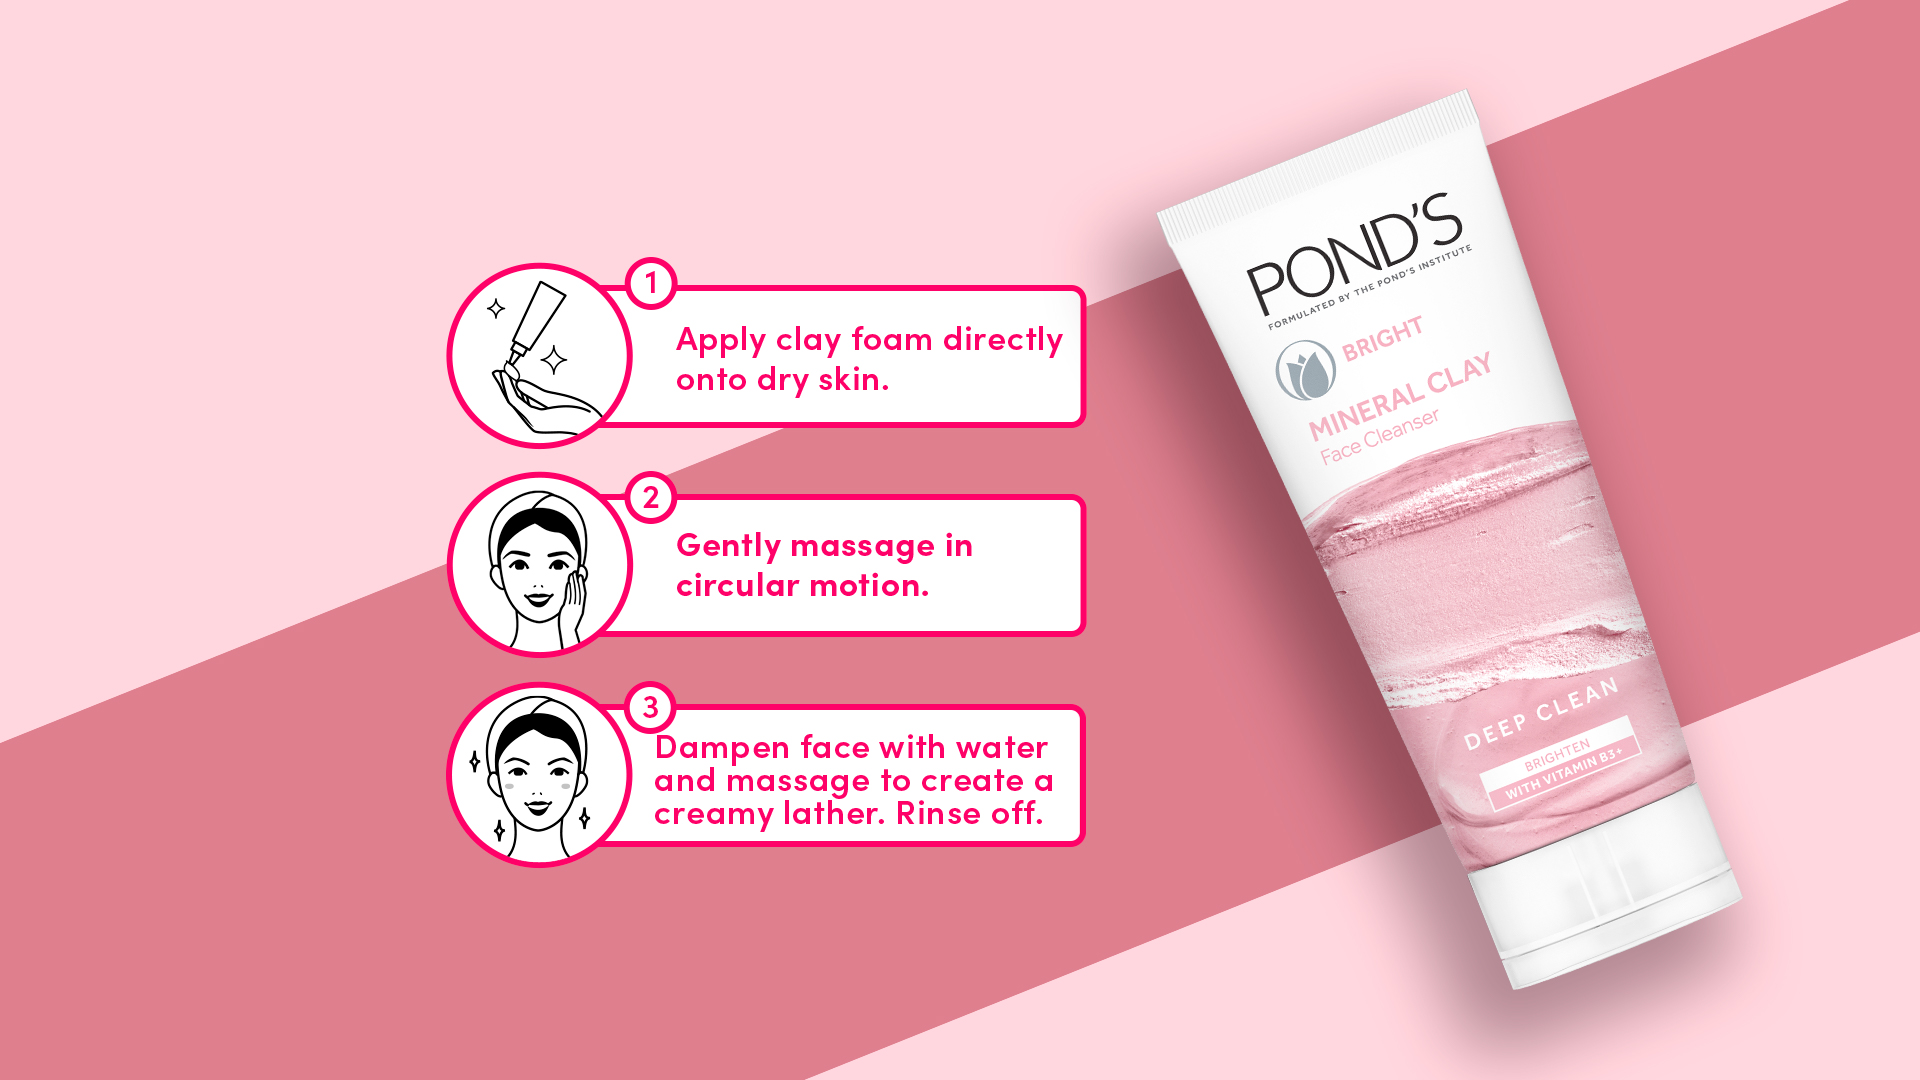 1
Apply clay foam directly
onto dry skin.
2
Gently massage in
circular motion.
3
Dampen face with water
and massage to create a
creamy lather. Rinse off.
POND'S
FORMULATED BY THE POND'S INSTITUTE
BRIGHT
MINERAL CLAY
Face Cleanser
DEEP CLEAN
BRIGHTEN
WITH VITAMIN B3+